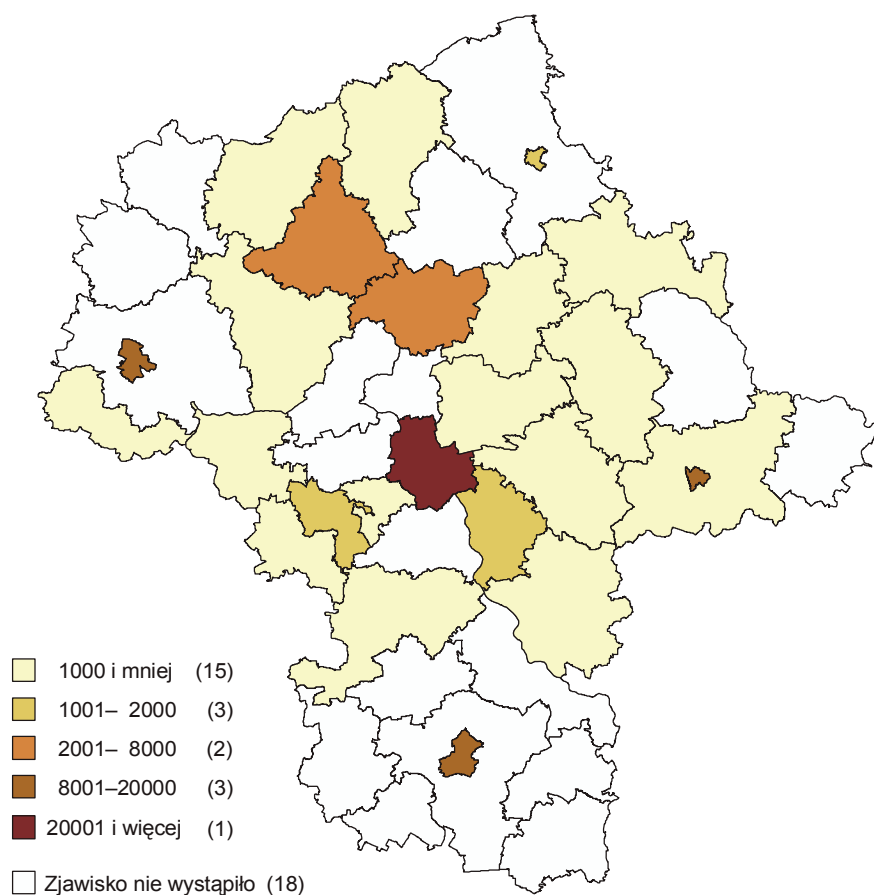 1000 i mniej (15)
1001– 2000 (3)
2001– 8000 (2)
8001–20000 (3)
20001 i więcej (1)
Zjawisko nie wystąpiło (18)